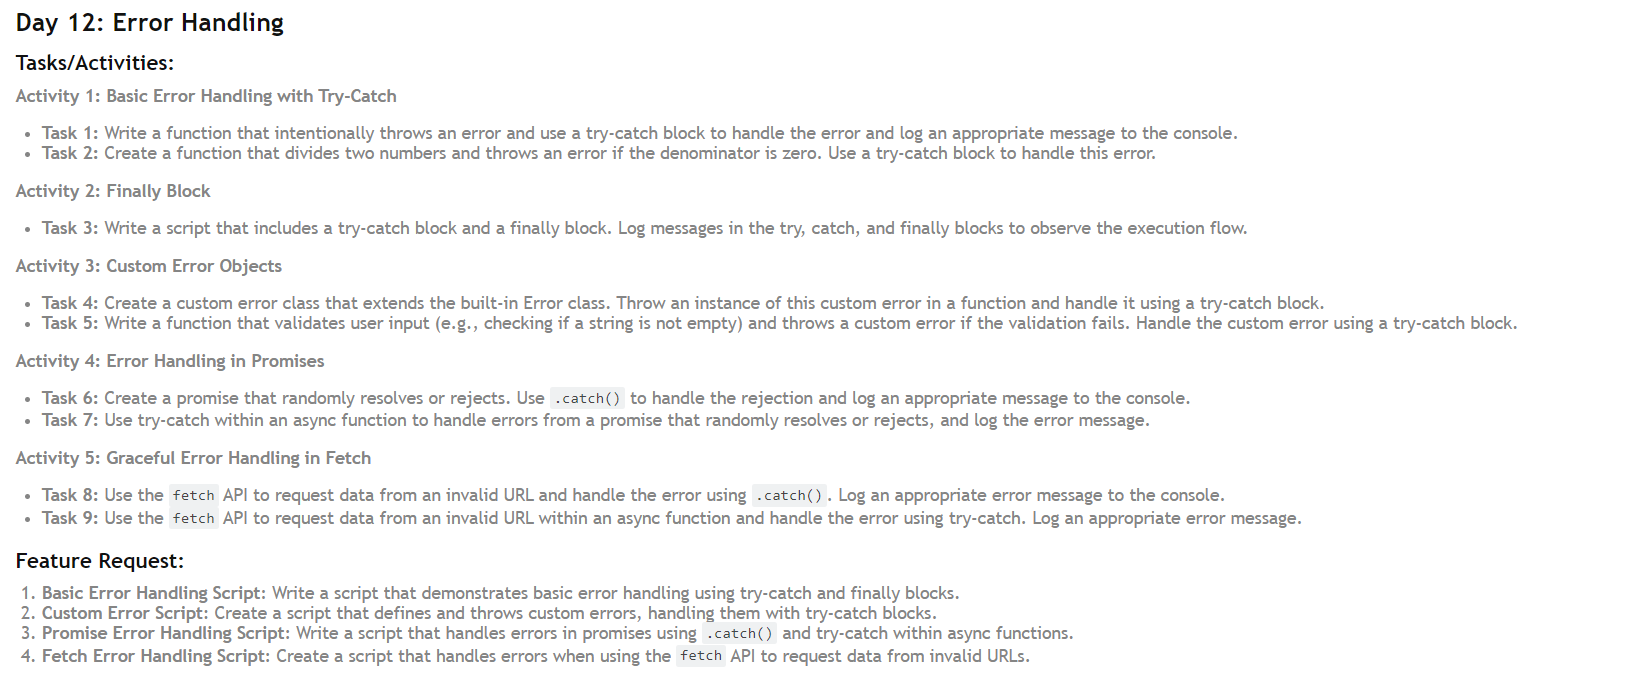 Day 12: Error Handling
Tasks/Activities:
Activity 1: Basic Error Handling with Try-Catch
• Task 1: Write a function that intentionally throws an error and use a try-catch block to handle the error and log an appropriate message to the console.
• Task 2: Create a function that divides two numbers and throws an error if the denominator is zero. Use a try-catch block to handle this error.
Activity 2: Finally Block
• Task 3: Write a script that includes a try-catch block and a finally block. Log messages in the try, catch, and finally blocks to observe the execution flow.
Activity 3: Custom Error Objects
• Task 4: Create a custom error class that extends the built-in Error class. Throw an instance of this custom error in a function and handle it using a try-catch block.
• Task 5: Write a function that validates user input (e.g., checking if a string is not empty) and throws a custom error if the validation fails. Handle the custom error using a try-catch block.
Activity 4: Error Handling in Promises
• Task 6: Create a promise that randomly resolves or rejects. Use .catch() to handle the rejection and log an appropriate message to the console.
• Task 7: Use try-catch within an async function to handle errors from a promise that randomly resolves or rejects, and log the error message.
Activity 5: Graceful Error Handling in Fetch
• Task 8: Use the fetch API to request data from an invalid URL and handle the error using .catch(). Log an appropriate error message to the console.
• Task 9: Use the fetch API to request data from an invalid URL within an async function and handle the error using try-catch. Log an appropriate error message.
Feature Request:
1. Basic Error Handling Script: Write a script that demonstrates basic error handling using try-catch and finally blocks.
2. Custom Error Script: Create a script that defines and throws custom errors, handling them with try-catch blocks.
3. Promise Error Handling Script: Write a script that handles errors in promises using .catch() and try-catch within async functions.
4. Fetch Error Handling Script: Create a script that handles errors when using the fetch API to request data from invalid URLs.